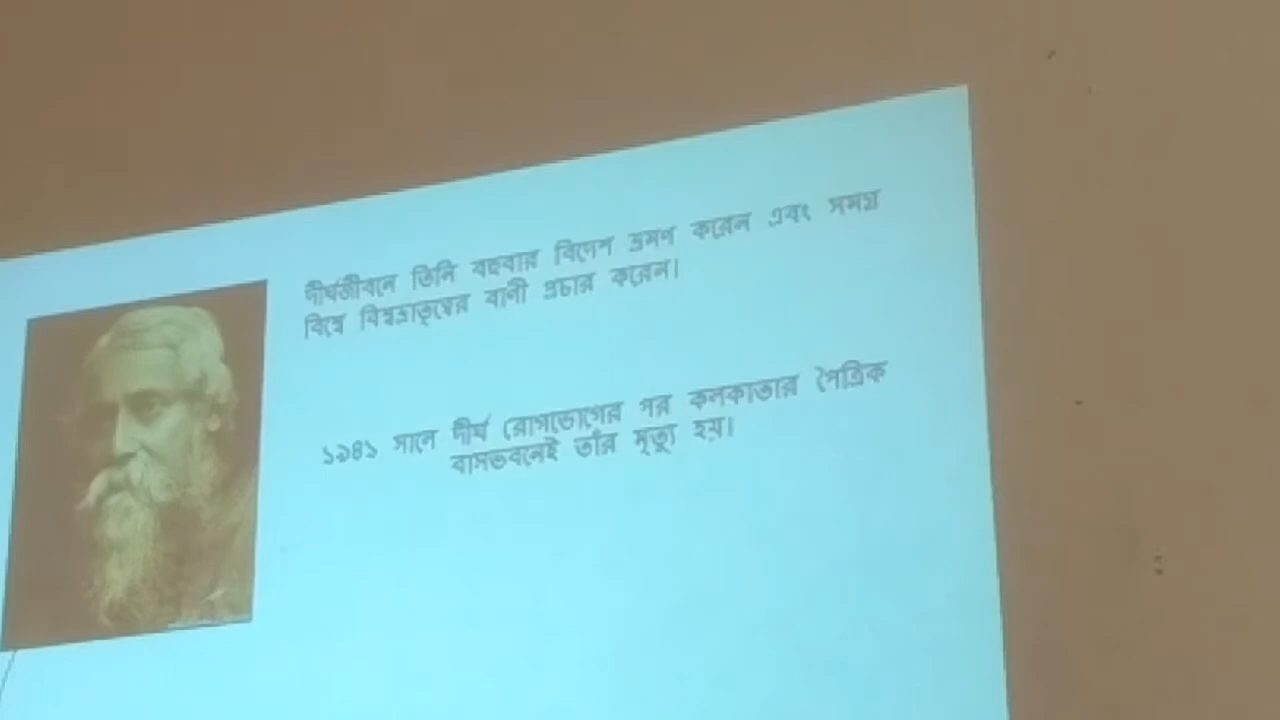 দীর্ঘজীবনে তিনি বহুবার বিদেশ ভ্রমণ করেন এবং সমগ্র
বিশ্বে বিশ্বভ্রাতৃত্বের বাণী প্রচার করেন।
১৯৪১ সালে দীর্ঘ রোগভোগের পর কলকাতার পৈত্রিক
বাসভবনেই তাঁর মৃত্যু হয়।